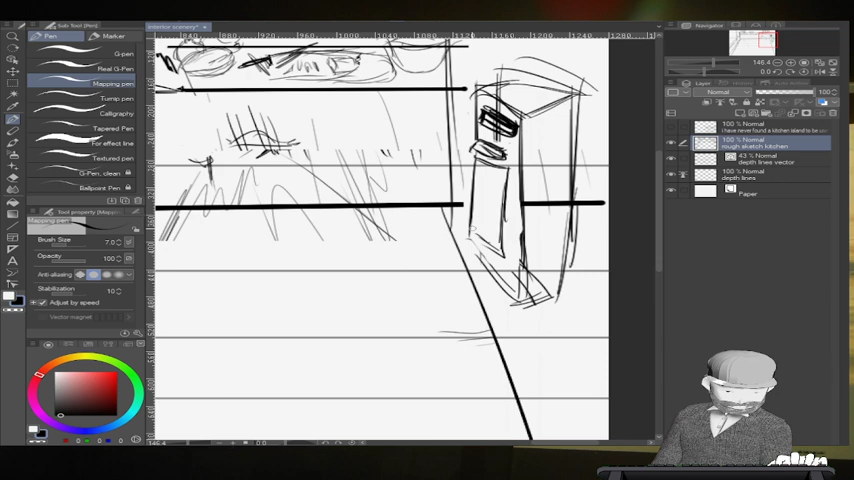 Sub Tool [Pen]
Pen
Marker
G-pen
Real G-Pen
Mapping pen
Turnip pen
Calligraphy
Tapered Pen
For effect line
Textured pen
G-Pen, clean
Ballpoint Pen
Tool property [Mapping
Mapping pen
Brush Size 7.0
Opacity 100
Anti-aliasing
Stabilization 10
Adjust by speed
Vector magnet
interior scenery*
840 880 920 960 1000 1040 1080 1120 1160 1200 1240 1280 1320
146.4 0.0
Navigator
146.4
0.0
Layer
Normal 100
100 % Normal
I have never found a kitchen island to be
100 % Normal
rough sketch kitchen
43 % Normal
depth lines vector
100 % Normal
depth lines
Paper